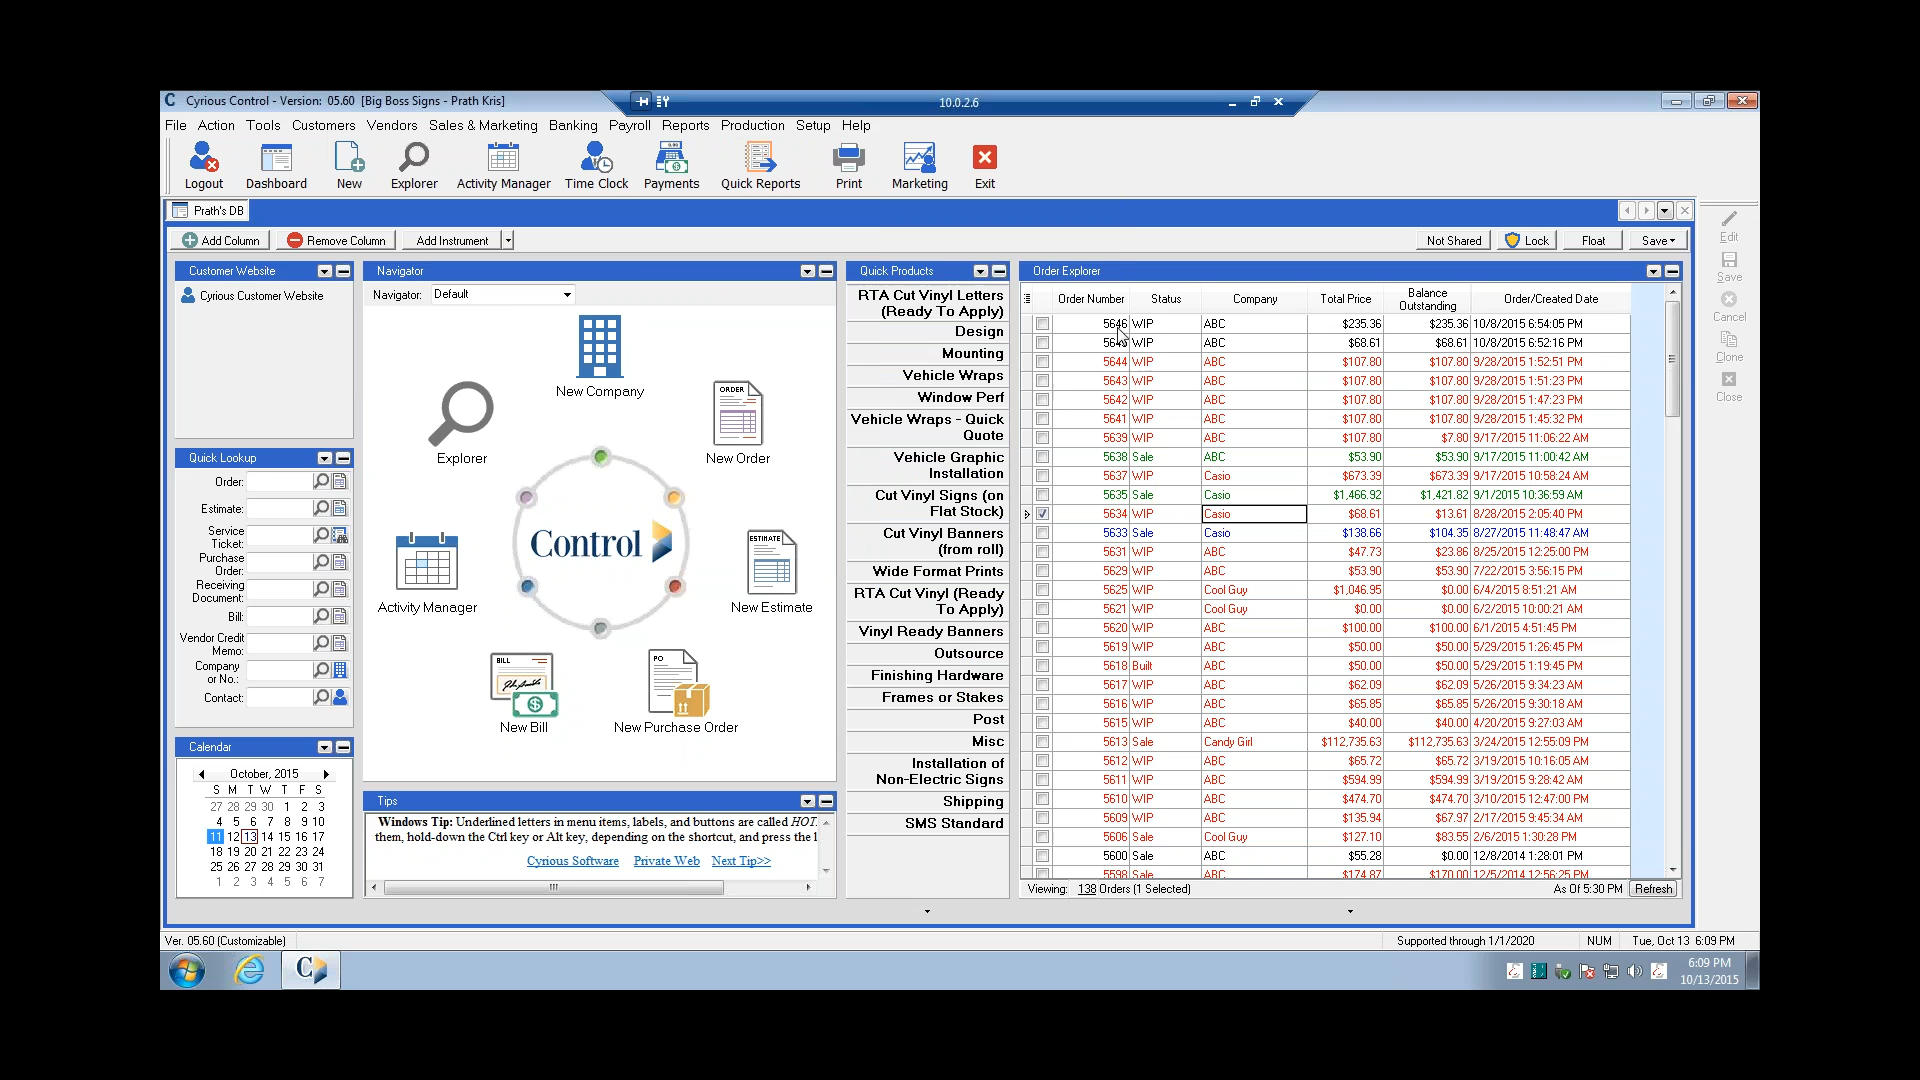 Cyrious Control - Version: 05.60 [Big Boss Signs - Prath Kris]
10.0.2.6
File Action Tools Customers Vendors Sales & Marketing Banking Payroll Reports Production Setup Help
Logout Dashboard New Explorer Activity Manager Time Clock Payments Quick Reports Print Marketing Exit
Prath's DB
Add Column Remove Column Add Instrument Not Shared Lock Float Save
Edit
Save
Cancel
Clone
Close
Customer Website
Cyrious Customer Website
Quick Lookup
Order:
Estimate:
Service
Ticket:
Purchase
Order:
Receiving
Document:
Bill:
Vendor Credit
Memo:
Company
or No.:
Contact:
Calendar
October, 2015
S M T W T F S
27 28 29 30 1 2 3
4 5 6 7 8 9 10
11 12 13 14 15 16 17
18 19 20 21 22 23 24
25 26 27 28 29 30 31
1 2 3 4 5 6 7
Navigator
Navigator: Default
New Company
ORDER
New Order
Explorer
Control
Activity Manager
ESTIMATE
New Estimate
BILL
New Bill
PO
New Purchase Order
Tips
Windows Tip: Underlined letters in menu items, labels, and buttons are called HOT
them, hold-down the Ctrl key or Alt key, depending on the shortcut, and press the l
Cyrious Software Private Web Next Tip>>
Quick Products
RTA Cut Vinyl Letters
(Ready To Apply)
Design
Mounting
Vehicle Wraps
Window Perf
Vehicle Wraps - Quick
Quote
Vehicle Graphic
Installation
Cut Vinyl Signs (on
Flat Stock)
Cut Vinyl Banners
(from roll)
Wide Format Prints
RTA Cut Vinyl (Ready
To Apply)
Vinyl Ready Banners
Outsource
Finishing Hardware
Frames or Stakes
Post
Misc
Installation of
Non-Electric Signs
Shipping
SMS Standard
Order Explorer
Order Number Status Company Total Price Balance Outstanding Order/Created Date
5646 WIP ABC $235.36 $235.36 10/8/2015 6:54:05 PM
WIP ABC $68.61 $68.61 10/8/2015 6:52:16 PM
5644 WIP ABC $107.80 $107.80 9/28/2015 1:52:51 PM
5643 WIP ABC $107.80 $107.80 9/28/2015 1:51:23 PM
5642 WIP ABC $107.80 $107.80 9/28/2015 1:47:23 PM
5641 WIP ABC $107.80 $107.80 9/28/2015 1:45:32 PM
5639 WIP ABC $107.80 $7.80 9/17/2015 11:06:22 AM
5638 Sale ABC $53.90 $53.90 9/17/2015 11:00:42 AM
5637 WIP Casio $673.39 $673.39 9/17/2015 10:58:24 AM
5635 Sale Casio $1,466.92 $1,421.82 9/1/2015 10:36:59 AM
5634 WIP Casio $68.61 $13.61 8/28/2015 2:05:40 PM
5633 Sale Casio $138.66 $104.35 8/27/2015 11:48:47 AM
5631 WIP ABC $47.73 $23.86 8/25/2015 12:25:00 PM
5629 WIP ABC $53.90 $53.90 7/22/2015 3:56:15 PM
5625 WIP Cool Guy $1,046.95 $0.00 6/4/2015 8:51:21 AM
5621 WIP Cool Guy $0.00 $0.00 6/2/2015 10:00:21 AM
5620 WIP ABC $100.00 $100.00 6/1/2015 4:51:45 PM
5619 WIP ABC $50.00 $50.00 5/29/2015 1:26:45 PM
5618 Built ABC $50.00 $50.00 5/29/2015 1:19:45 PM
5617 WIP ABC $62.09 $62.09 5/26/2015 9:34:23 AM
5616 WIP ABC $65.85 $65.85 5/26/2015 9:30:18 AM
5615 WIP ABC $40.00 $40.00 4/20/2015 9:27:03 AM
5613 Sale Candy Girl $112,735.63 $112,735.63 3/24/2015 12:55:09 PM
5612 WIP ABC $65.72 $65.72 3/19/2015 10:16:05 AM
5611 WIP ABC $594.99 $594.99 3/19/2015 9:28:42 AM
5610 WIP ABC $474.70 $474.70 3/10/2015 12:47:00 PM
5609 WIP ABC $135.94 $67.97 2/17/2015 9:45:34 AM
5606 Sale Cool Guy $127.10 $83.55 2/6/2015 1:30:28 PM
5600 Sale ABC $55.28 $0.00 12/8/2014 1:28:01 PM
5598 Sale ABC $174.87 $170.00 12/5/2014 12:56:25 PM
Viewing: 138 Orders (1 Selected) As Of 5:30 PM Refresh
Ver. 05.60 (Customizable) Supported through 1/1/2020 NUM Tue, Oct 13 6:09 PM
6:09 PM
10/13/2015